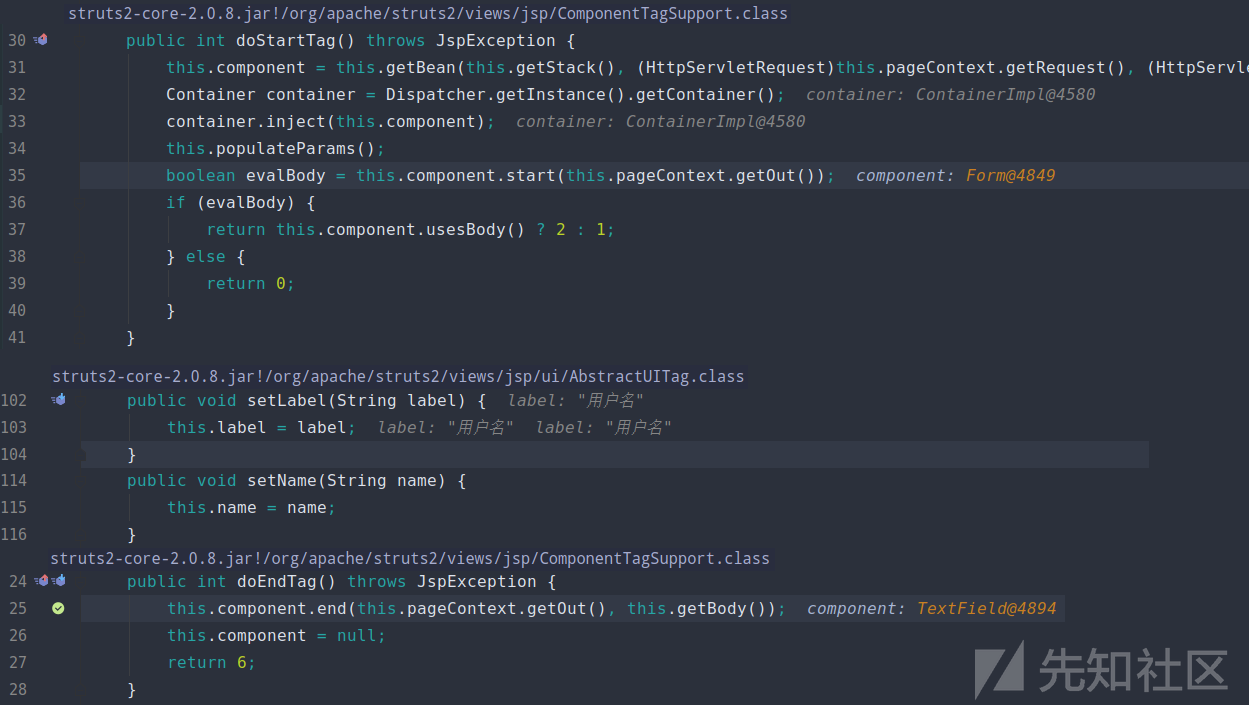 struts2-core-2.0.8.jar!/org/apache/struts2/views/jsp/ComponentTagSupport.class
30 public int doStartTag() throws JspException {
31 this.component = this.getBean(this.getStack(), (HttpServletRequest)this.pageContext.getRequest(), (HttpServle
32 Container container = Dispatcher.getInstance().getContainer(); container: ContainerImpl@4580
33 container.inject(this.component); container: ContainerImpl@4580
34 this.populateParams();
35 boolean evalBody = this.component.start(this.pageContext.getOut()); component: Form@4849
36 if (evalBody) {
37 return this.component.usesBody() ? 2 : 1;
38 } else {
39 return 0;
40 }
41 }
struts2-core-2.0.8.jar!/org/apache/struts2/views/jsp/ui/AbstractUITag.class
102 public void setLabel(String label) { label: "用户名"
103 this.label = label; label: "用户名" label: "用户名"
104 }
114 public void setName(String name) {
115 this.name = name;
116 }
struts2-core-2.0.8.jar!/org/apache/struts2/views/jsp/ComponentTagSupport.class
24 public int doEndTag() throws JspException {
25 this.component.end(this.pageContext.getOut(), this.getBody()); component: TextField@4894
26 this.component = null;
27 return 6;
28 }
先知社区